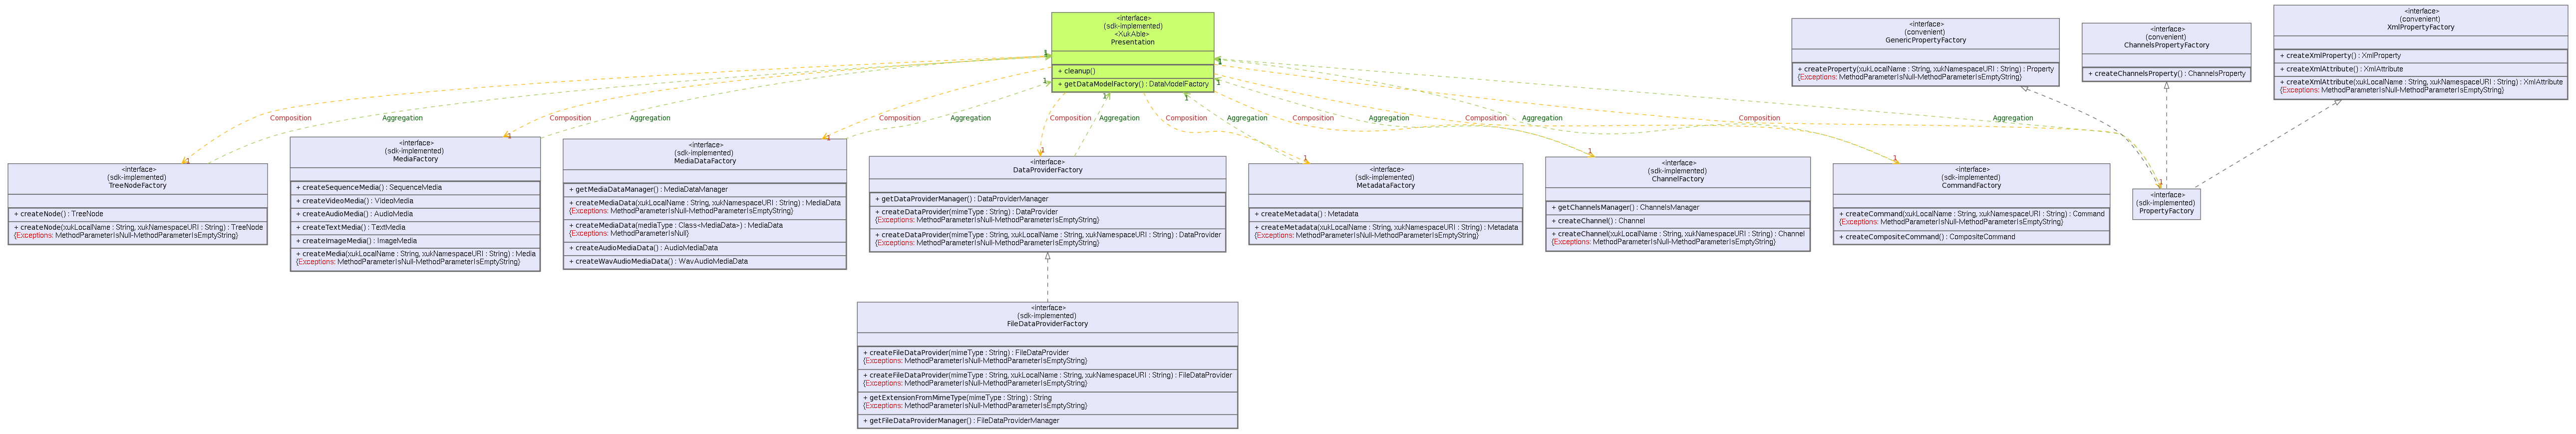 <interface>
(sdk-implemented)
<XukAble>
Presentation
+ cleanup()
+ getDataModelFactory() : DataModelFactory
<interface>
(convenient)
GenericPropertyFactory
+ createProperty(xukLocalName : String, xukNamespaceURI : String) : Property
{Exceptions: MethodParameterIsNull-MethodParameterIsEmptyString}
<interface>
(convenient)
ChannelsPropertyFactory
+ createChannelsProperty() : ChannelsProperty
<interface>
(convenient)
XmlPropertyFactory
+ createXmlProperty() : XmlProperty
+ createXmlAttribute() : XmlAttribute
+ createXmlAttribute(xukLocalName : String, xukNamespaceURI : String) : XmlAttribute
{Exceptions: MethodParameterIsNull-MethodParameterIsEmptyString}
1
1
1
1
1
1
1
Composition
Aggregation
Composition
Aggregation
Composition
Aggregation
Composition
Aggregation
Composition
Aggregation
Composition
Aggregation
Composition
Aggregation
Composition
Aggregation
1
1
1
1
1
1
1
1
<interface>
(sdk-implemented)
TreeNodeFactory
+ createNode() : TreeNode
+ createNode(xukLocalName : String, xukNamespaceURI : String) : TreeNode
{Exceptions: MethodParameterIsNull-MethodParameterIsEmptyString}
<interface>
(sdk-implemented)
MediaFactory
+ createSequenceMedia() : SequenceMedia
+ createVideoMedia() : VideoMedia
+ createAudioMedia() : AudioMedia
+ createTextMedia() : TextMedia
+ createImageMedia() : ImageMedia
+ createMedia(xukLocalName : String, xukNamespaceURI : String) : Media
{Exceptions: MethodParameterIsNull-MethodParameterIsEmptyString}
<interface>
(sdk-implemented)
MediaDataFactory
+ getMediaDataManager() : MediaDataManager
+ createMediaData(xukLocalName : String, xukNamespaceURI : String) : MediaData
{Exceptions: MethodParameterIsNull-MethodParameterIsEmptyString}
+ createMediaData(mediaType : Class<MediaData>) : MediaData
{Exceptions: MethodParameterIsNull}
+ createAudioMediaData() : AudioMediaData
+ createWavAudioMediaData() : WavAudioMediaData
<interface>
(sdk-implemented)
DataProviderFactory
+ getDataProviderManager() : DataProviderManager
+ createDataProvider(mimeType : String) : DataProvider
{Exceptions: MethodParameterIsNull-MethodParameterIsEmptyString}
+ createDataProvider(mimeType : String, xukLocalName : String, xukNamespaceURI : String) : DataProvider
{Exceptions: MethodParameterIsNull-MethodParameterIsEmptyString}
<interface>
(sdk-implemented)
MetadataFactory
+ createMetadata() : Metadata
+ createMetadata(xukLocalName : String, xukNamespaceURI : String) : Metadata
{Exceptions: MethodParameterIsNull-MethodParameterIsEmptyString}
<interface>
(sdk-implemented)
ChannelFactory
+ getChannelsManager() : ChannelsManager
+ createChannel() : Channel
+ createChannel(xukLocalName : String, xukNamespaceURI : String) : Channel
{Exceptions: MethodParameterIsNull-MethodParameterIsEmptyString}
<interface>
(sdk-implemented)
CommandFactory
+ createCommand(xukLocalName : String, xukNamespaceURI : String) : Command
{Exceptions: MethodParameterIsNull-MethodParameterIsEmptyString}
+ createCompositeCommand() : CompositeCommand
<interface>
(sdk-implemented)
PropertyFactory
<interface>
(sdk-implemented)
FileDataProviderFactory
+ createFileDataProvider(mimeType : String) : FileDataProvider
{Exceptions: MethodParameterIsNull-MethodParameterIsEmptyString}
+ createFileDataProvider(mimeType : String, xukLocalName : String, xukNamespaceURI : String) : FileDataProvider
{Exceptions: MethodParameterIsNull-MethodParameterIsEmptyString}
+ getExtensionFromMimeType(mimeType : String) : String
{Exceptions: MethodParameterIsNull-MethodParameterIsEmptyString}
+ getFileDataProviderManager() : FileDataProviderManager